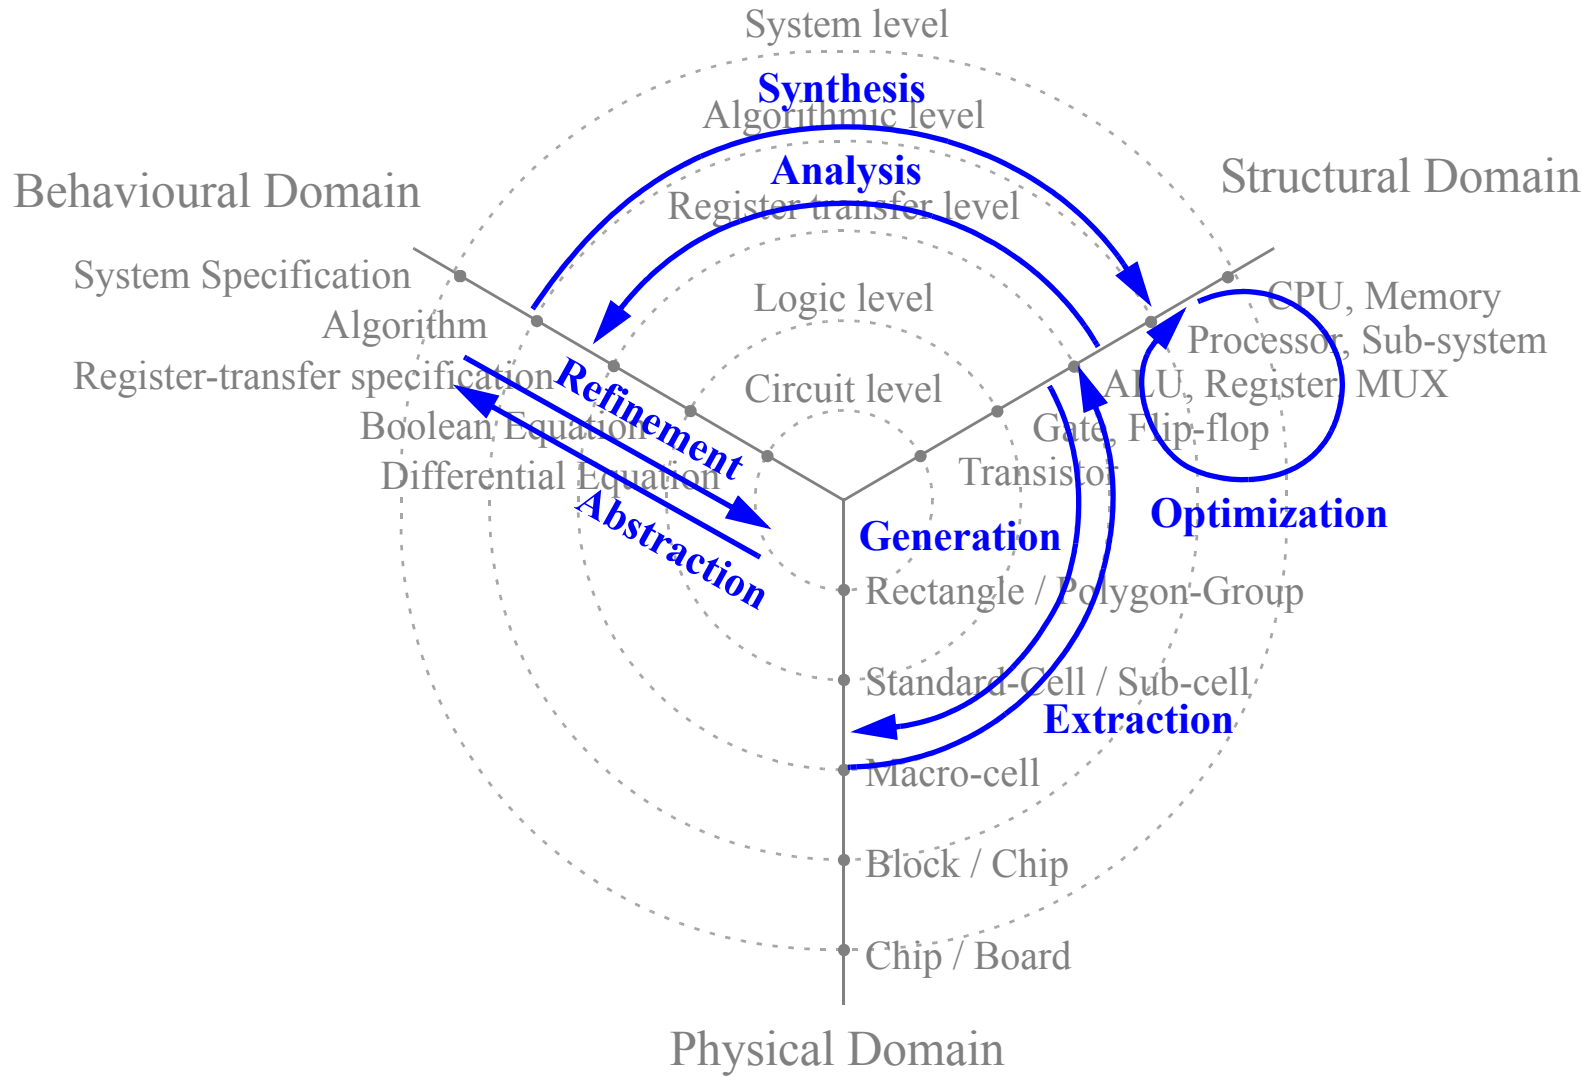 System level
Synthesis
Algorithmic level
Analysis
Behavioural Domain
Structural Domain
Register transfer level
System Specification
Logic level
CPU, Memory
Algorithm
Processor, Sub-system
Register-transfer specification
Refinement
Circuit level
ALU, Register, MUX
Boolean Equation
Gate, Flip-flop
Differential Equation
Transistor
Abstraction
Generation
Optimization
Rectangle / Polygon-Group
Standard-Cell / Sub-cell
Extraction
Macro-cell
Block / Chip
Chip / Board
Physical Domain